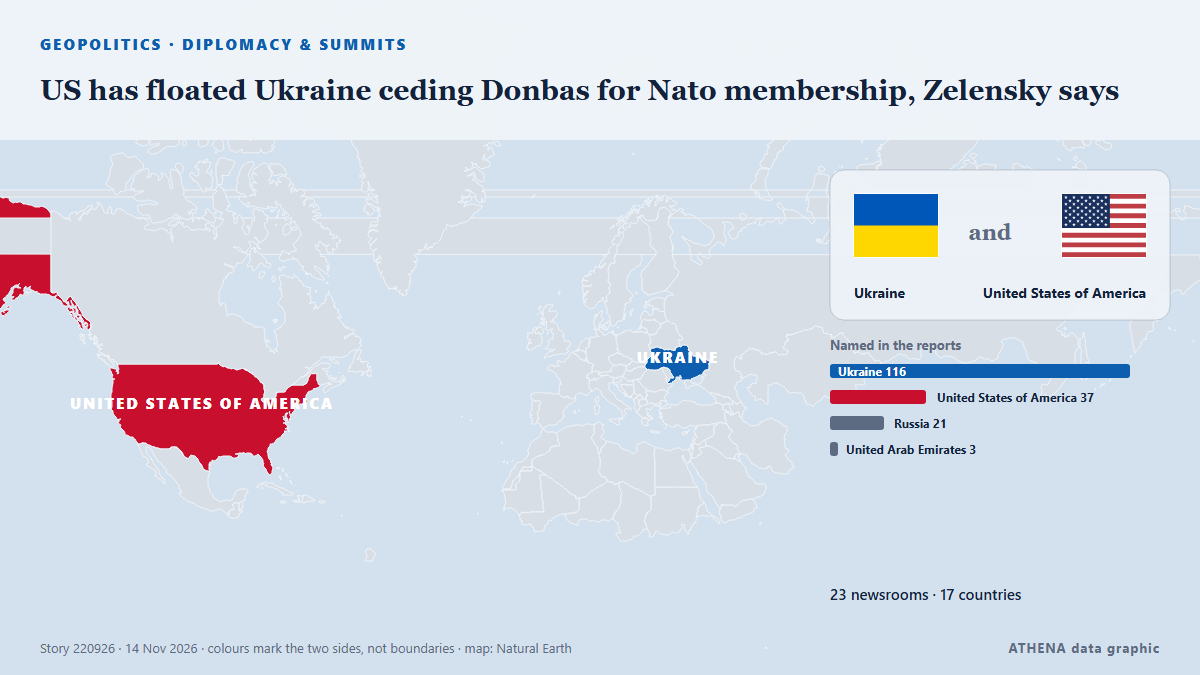 GEOPOLITICS · DIPLOMACY & SUMMITS
US has floated Ukraine ceding Donbas for Nato membership, Zelensky says
and
Ukraine
United States of America
Named in the reports
Ukraine 116
United States of America 37
Russia 21
United Arab Emirates 3
UKRAINE
UNITED STATES OF AMERICA
23 newsrooms · 17 countries
Story 220926 · 14 Nov 2026 · colours mark the two sides, not boundaries · map: Natural Earth
ATHENA data graphic